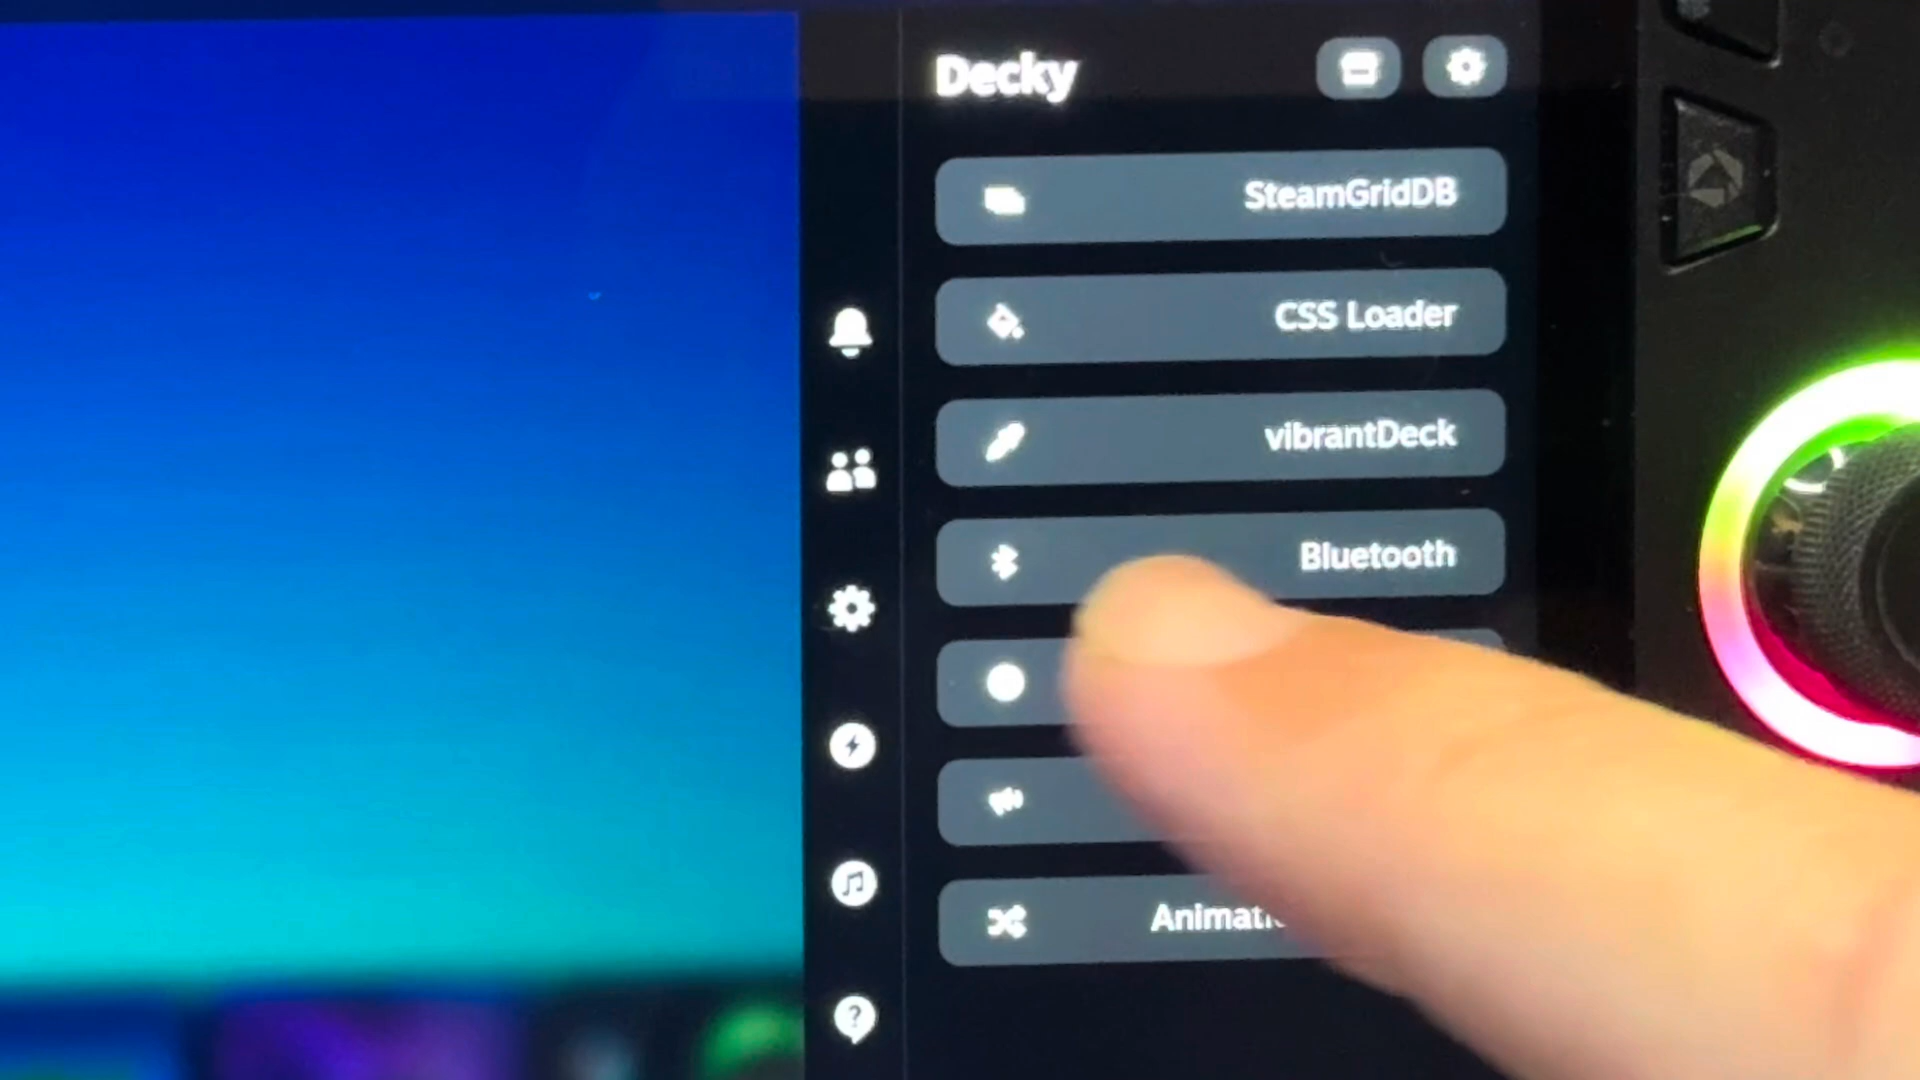 Decky
SteamGridDB
CSS Loader
vibrantDeck
Bluetooth